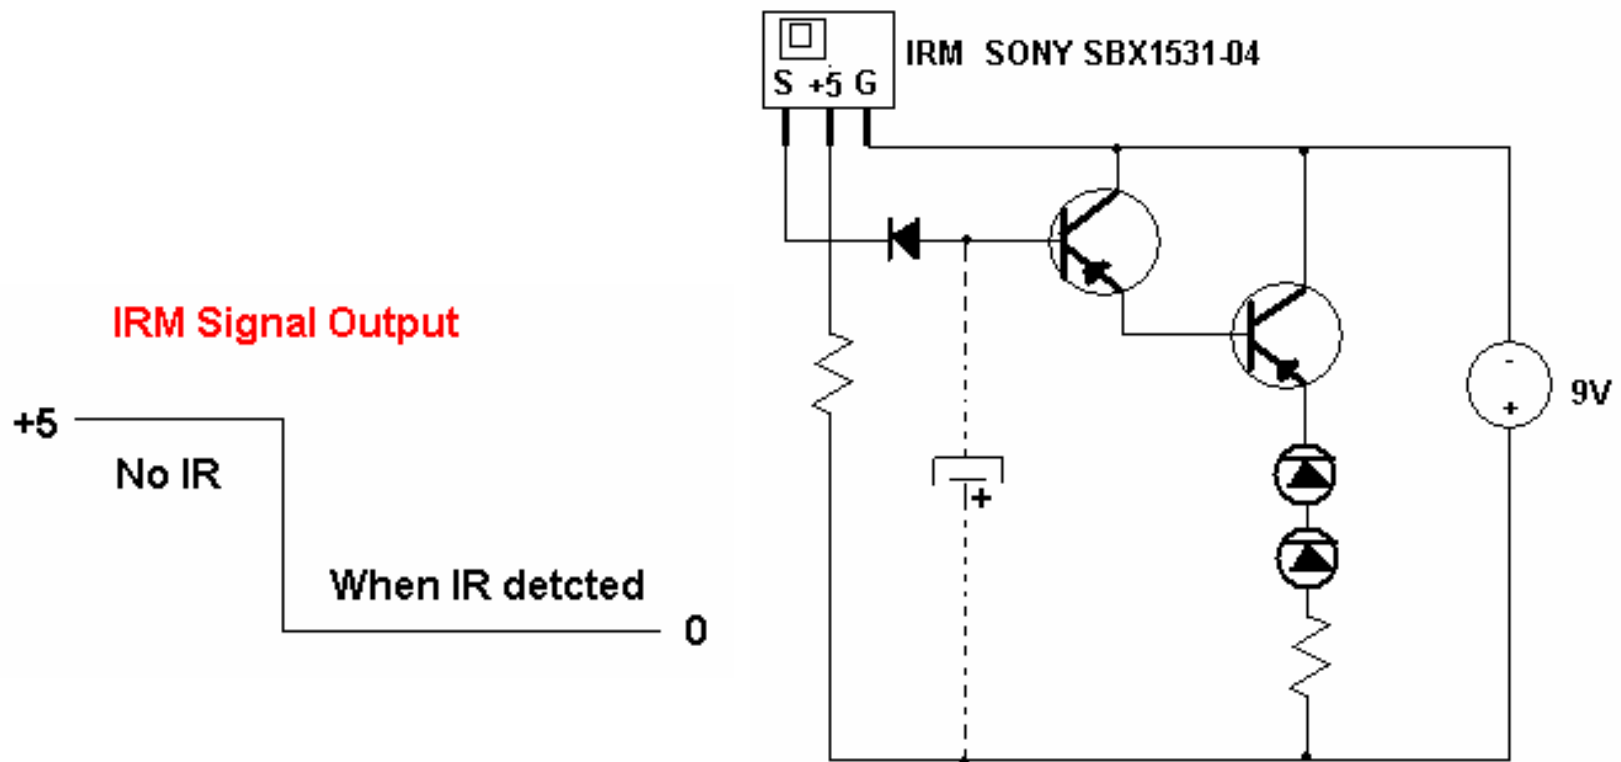 IRM SONY SBX1531-04
S +5 G
IRM Signal Output
+5
No IR
When IR detcted
0
-
+
9V
+